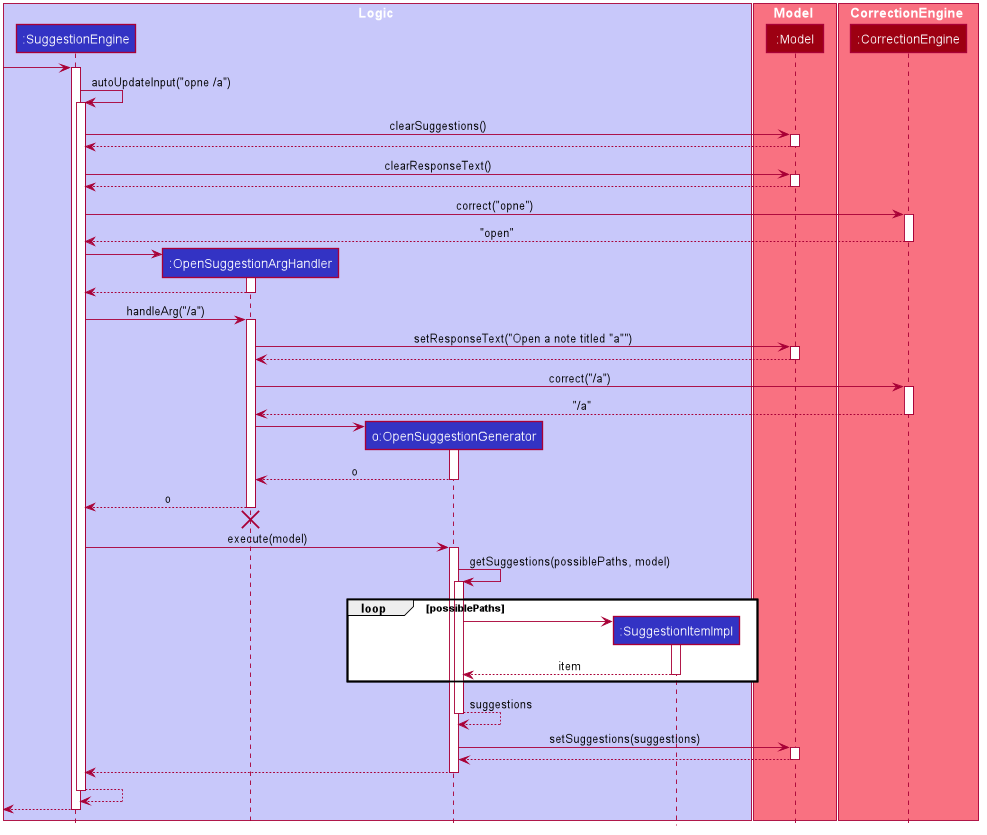 Logic
Model
CorrectionEngine
:SuggestionEngine
:Model
:CorrectionEngine
autoUpdateInput("opne /a")
clearSuggestions()
clearResponseText()
correct("opne")
"open"
:OpenSuggestionArgHandler
handleArg("/a")
setResponseText("Open a note titled "a"")
correct("/a")
"/a"
o:OpenSuggestionGenerator
o
o
execute(model)
getSuggestions(possiblePaths, model)
loop
[possiblePaths]
:SuggestionItemImpl
item
suggestions
setSuggestions(suggestions)